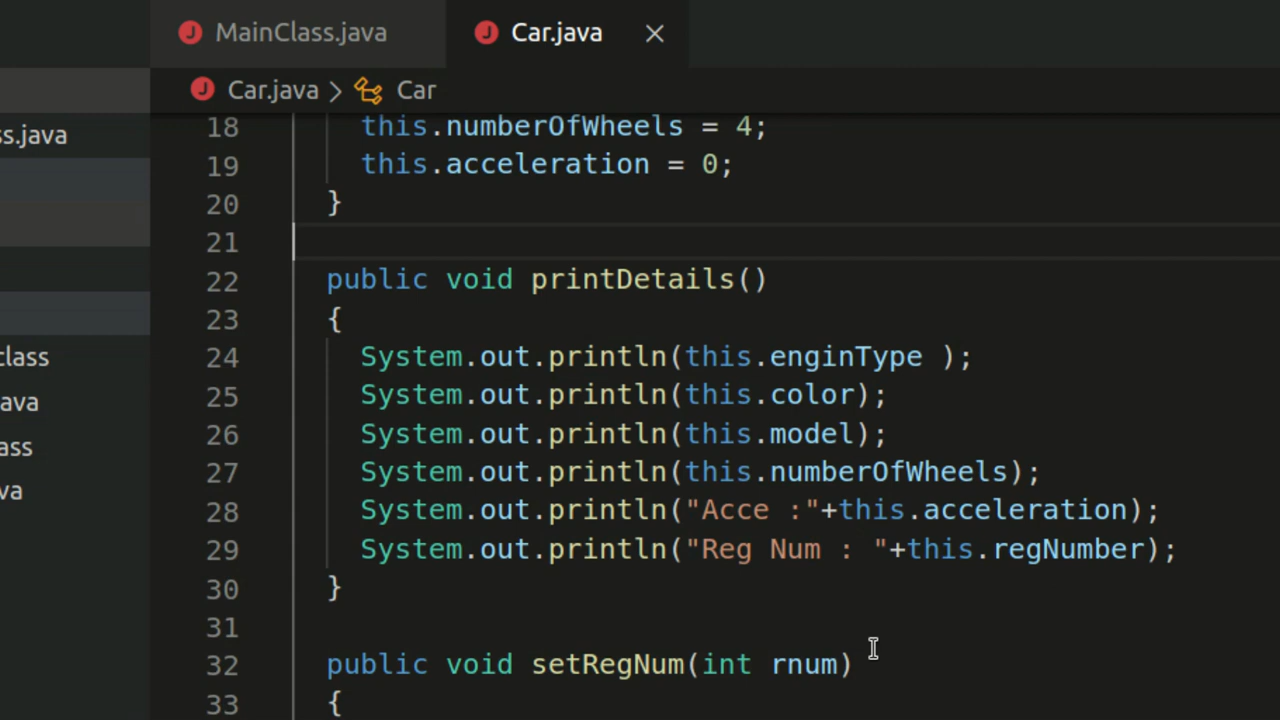 MainClass.java
Car.java
Car.java > Car
ss.java
class
ava
ass
va
18 this.numberOfWheels = 4;
19 this.acceleration = 0;
20 }
21
22 public void printDetails()
23 {
24 System.out.println(this.enginType );
25 System.out.println(this.color);
26 System.out.println(this.model);
27 System.out.println(this.numberOfWheels);
28 System.out.println("Acce :"+this.acceleration);
29 System.out.println("Reg Num : "+this.regNumber);
30 }
31
32 public void setRegNum(int rnum)
33 {